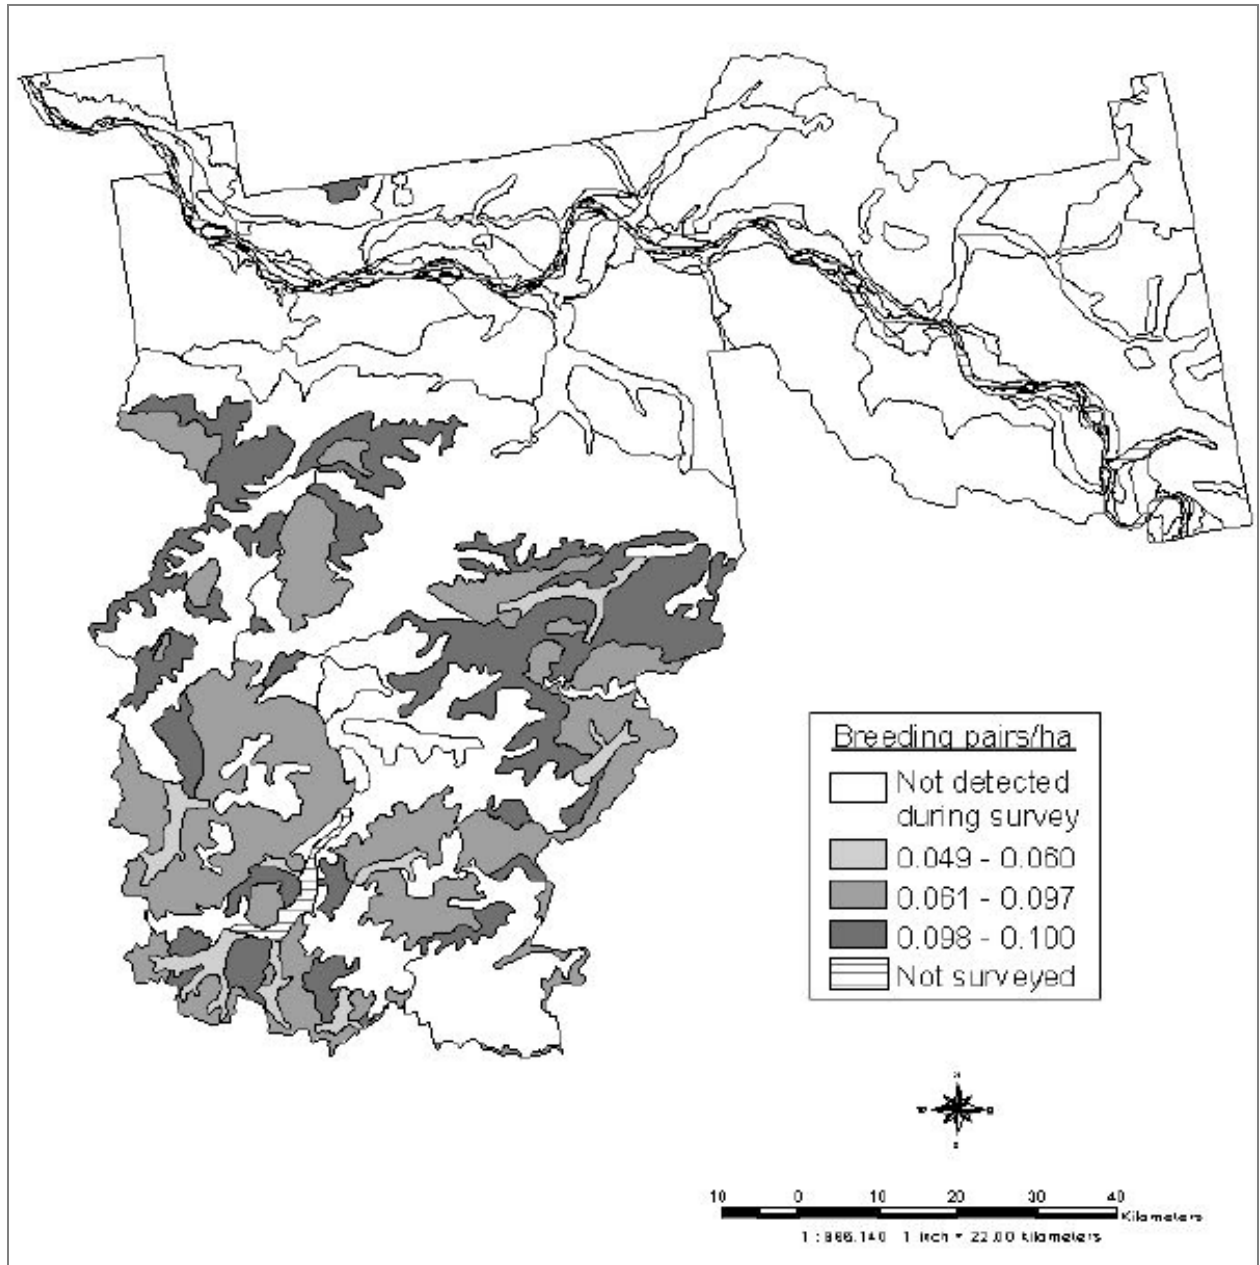 Breeding pairs/ha
Not detected
during survey
0.049 - 0.060
0.061 - 0.097
0.098 - 0.100
Not surveyed
10 0 10 20 30 40
Kilometers
1 inch = 22.00 kilometers